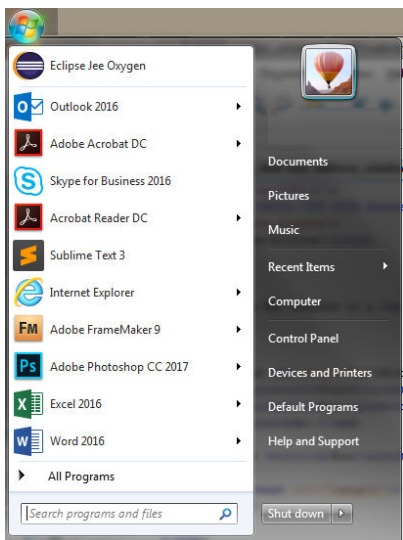 Eclipse Jee Oxygen
Outlook 2016
Adobe Acrobat DC
Skype for Business 2016
Acrobat Reader DC
Sublime Text 3
Internet Explorer
FM Adobe FrameMaker 9
Ps Adobe Photoshop CC 2017
Excel 2016
Word 2016
All Programs
Search programs and files
Documents
Pictures
Music
Recent Items
Computer
Control Panel
Devices and Printers
Default Programs
Help and Support
Shut down